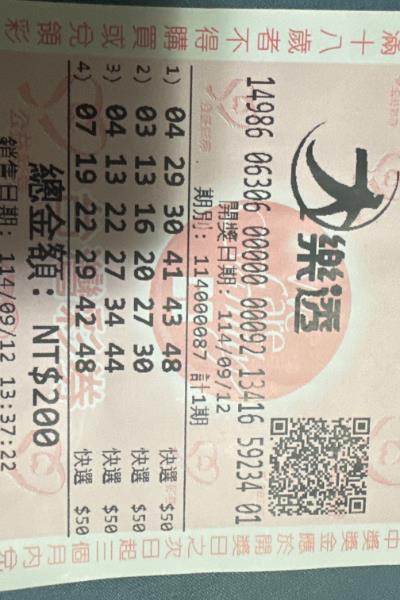 滿十八歲者不得購買或兌領彩
大樂透
14986 06306 00000 00092 13416 59234 01
開獎日期: 114/09/12
期別: 114000087 計1期
1) 04 29 30 41 43 48 快選 $50
2) 03 13 16 20 27 30 快選 $50
3) 04 13 22 27 34 44 快選 $50
4) 07 19 22 29 42 48 快選 $50
總金額: NT$200
銷售日期: 114/09/12 13:37:22
中獎獎金應於開獎日之次日起三個月內兌